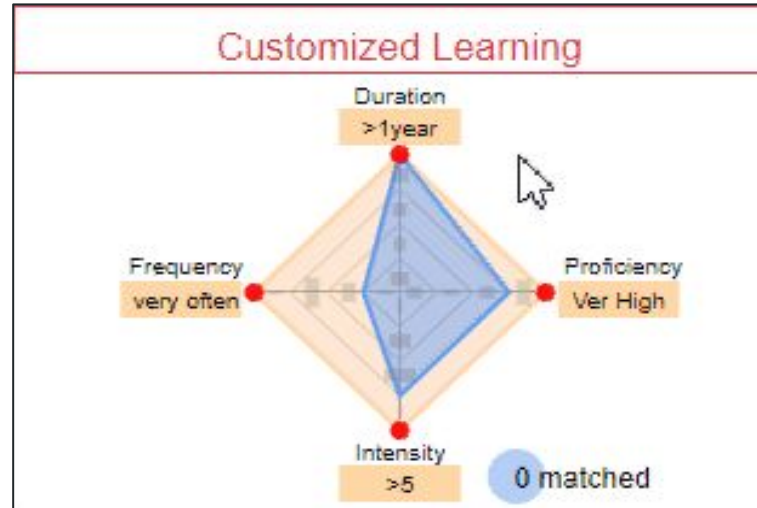 Customized Learning
Duration
>1year
Frequency
very often
Proficiency
Ver High
Intensity
>5
0 matched